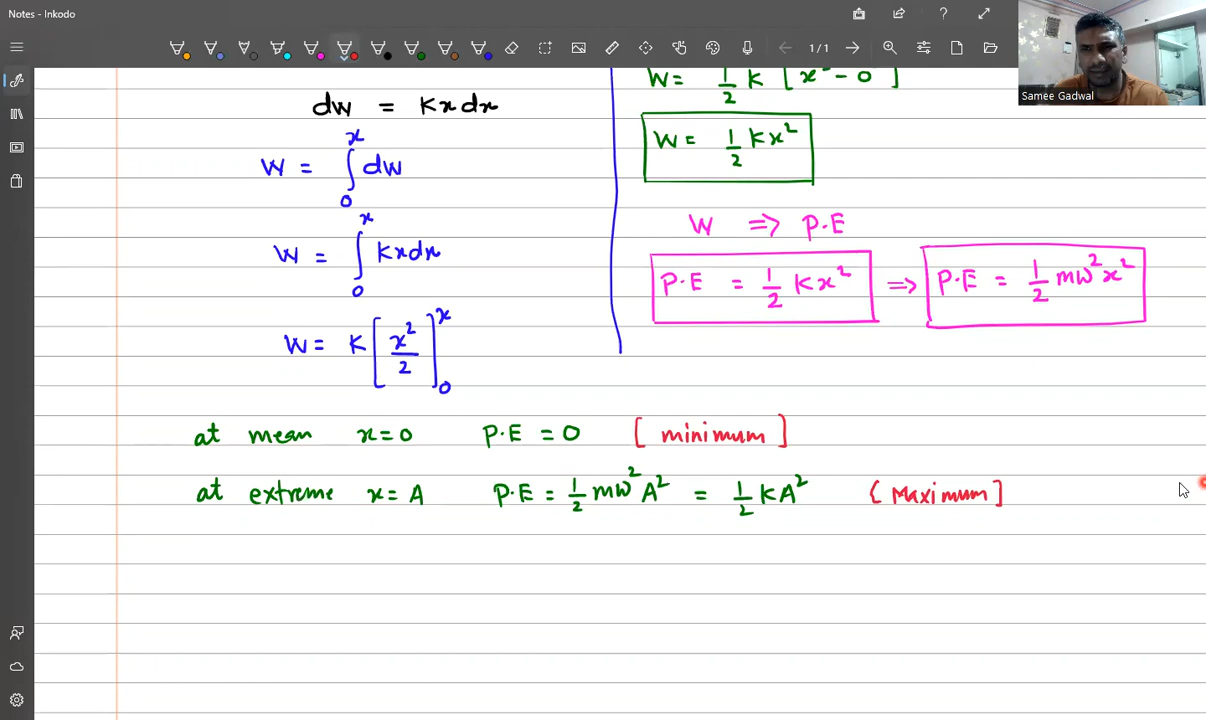 Notes - Inkodo
1/1
Samee Gadwal
dw = Kx dx
W = ∫₀ˣ dw
W = ∫₀ˣ Kx dx
W = K [x²/2]₀ˣ
W = 1/2 K [x² - 0]
W = 1/2 Kx²
W => P.E
P.E = 1/2 Kx² => P.E = 1/2 mw²x²
at mean x=0 P.E = 0 [minimum]
at extreme x = A P.E = 1/2 mw²A² = 1/2 KA² [Maximum]